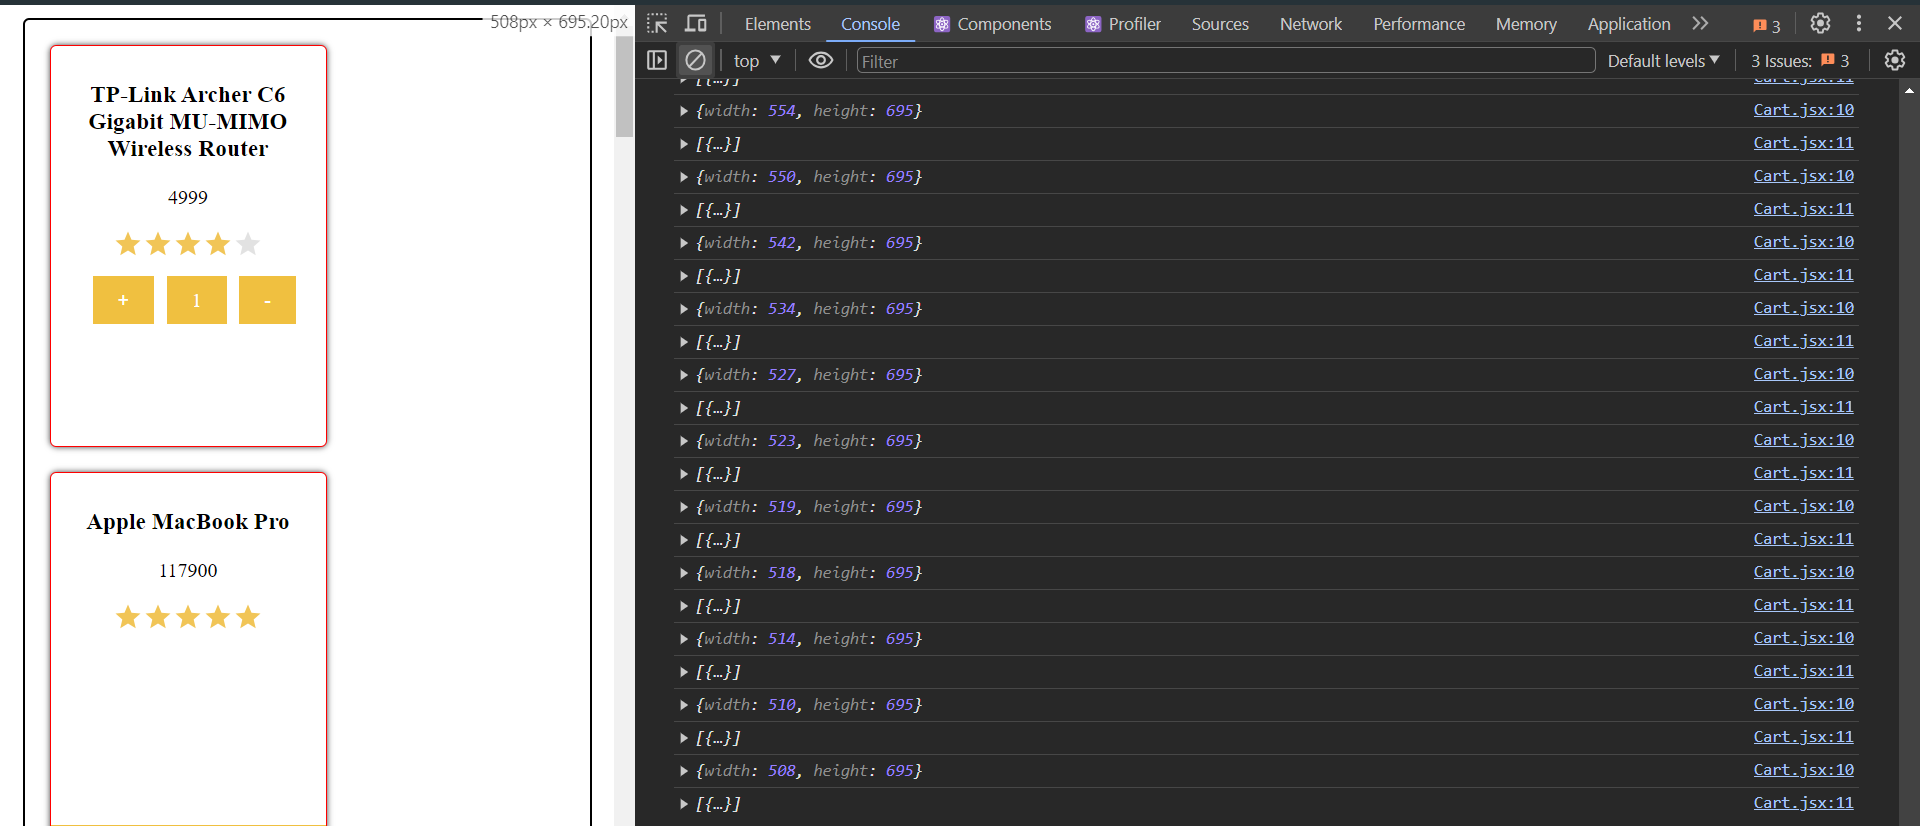 508px × 695.20px
TP-Link Archer C6
Gigabit MU-MIMO
Wireless Router
4999
+ 1 -
Apple MacBook Pro
117900
Elements Console Components Profiler Sources Network Performance Memory Application 3
top Filter Default levels 3 Issues: 3
[{…}] Cart.jsx:11
{width: 554, height: 695} Cart.jsx:10
[{…}] Cart.jsx:11
{width: 550, height: 695} Cart.jsx:10
[{…}] Cart.jsx:11
{width: 542, height: 695} Cart.jsx:10
[{…}] Cart.jsx:11
{width: 534, height: 695} Cart.jsx:10
[{…}] Cart.jsx:11
{width: 527, height: 695} Cart.jsx:10
[{…}] Cart.jsx:11
{width: 523, height: 695} Cart.jsx:10
[{…}] Cart.jsx:11
{width: 519, height: 695} Cart.jsx:10
[{…}] Cart.jsx:11
{width: 518, height: 695} Cart.jsx:10
[{…}] Cart.jsx:11
{width: 514, height: 695} Cart.jsx:10
[{…}] Cart.jsx:11
{width: 510, height: 695} Cart.jsx:10
[{…}] Cart.jsx:11
{width: 508, height: 695} Cart.jsx:10
[{…}] Cart.jsx:11